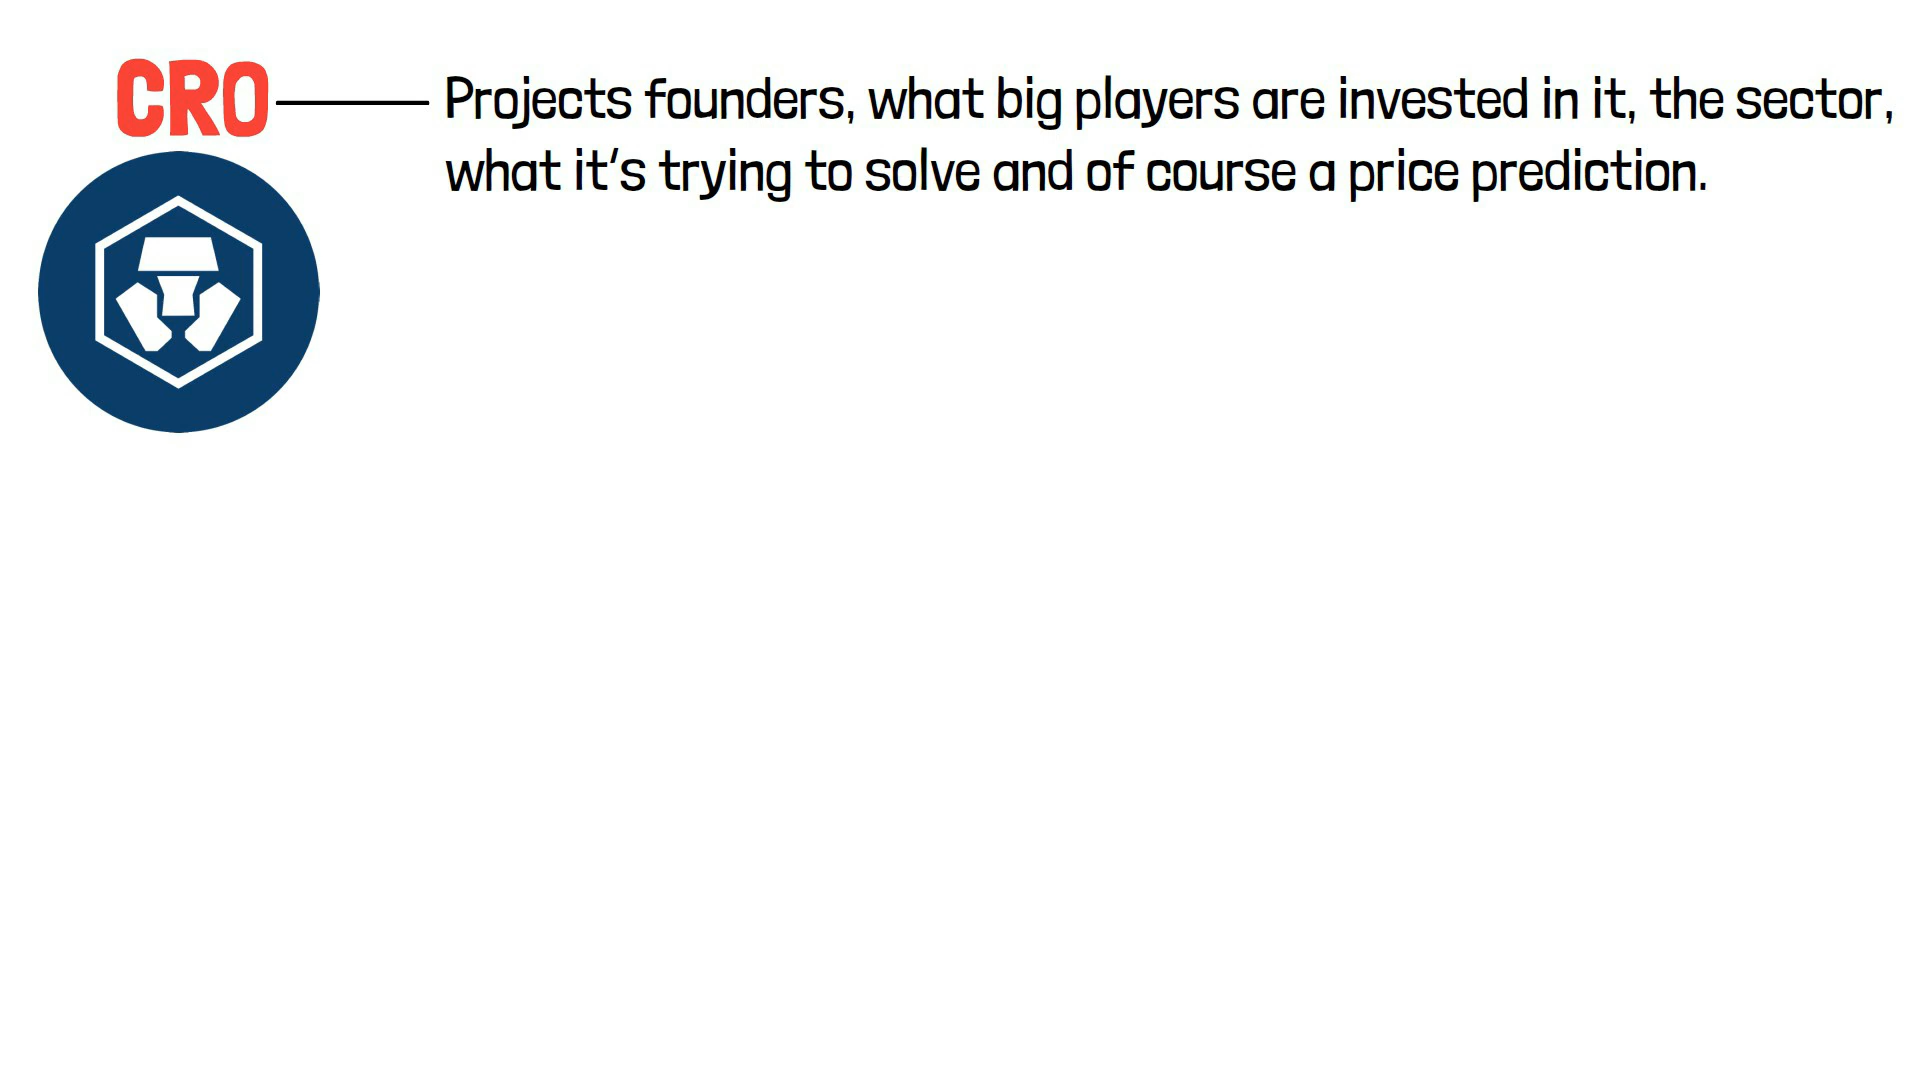 CRO
Projects founders, what big players are invested in it, the sector,
what it's trying to solve and of course a price prediction.